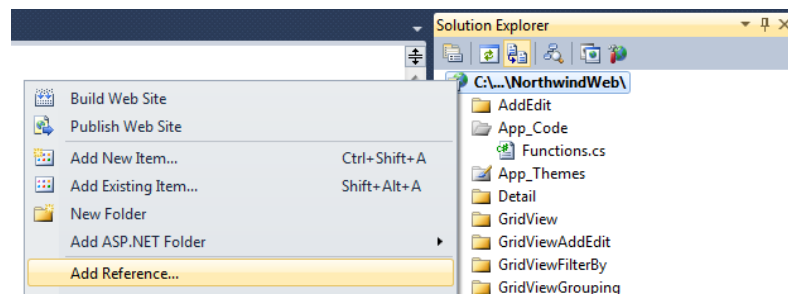 Solution Explorer
C:\...\NorthwindWeb\
AddEdit
App_Code
Functions.cs
App_Themes
Detail
GridView
GridViewAddEdit
GridViewFilterBy
GridViewGrouping
Build Web Site
Publish Web Site
Add New Item... Ctrl+Shift+A
Add Existing Item... Shift+Alt+A
New Folder
Add ASP.NET Folder
Add Reference...